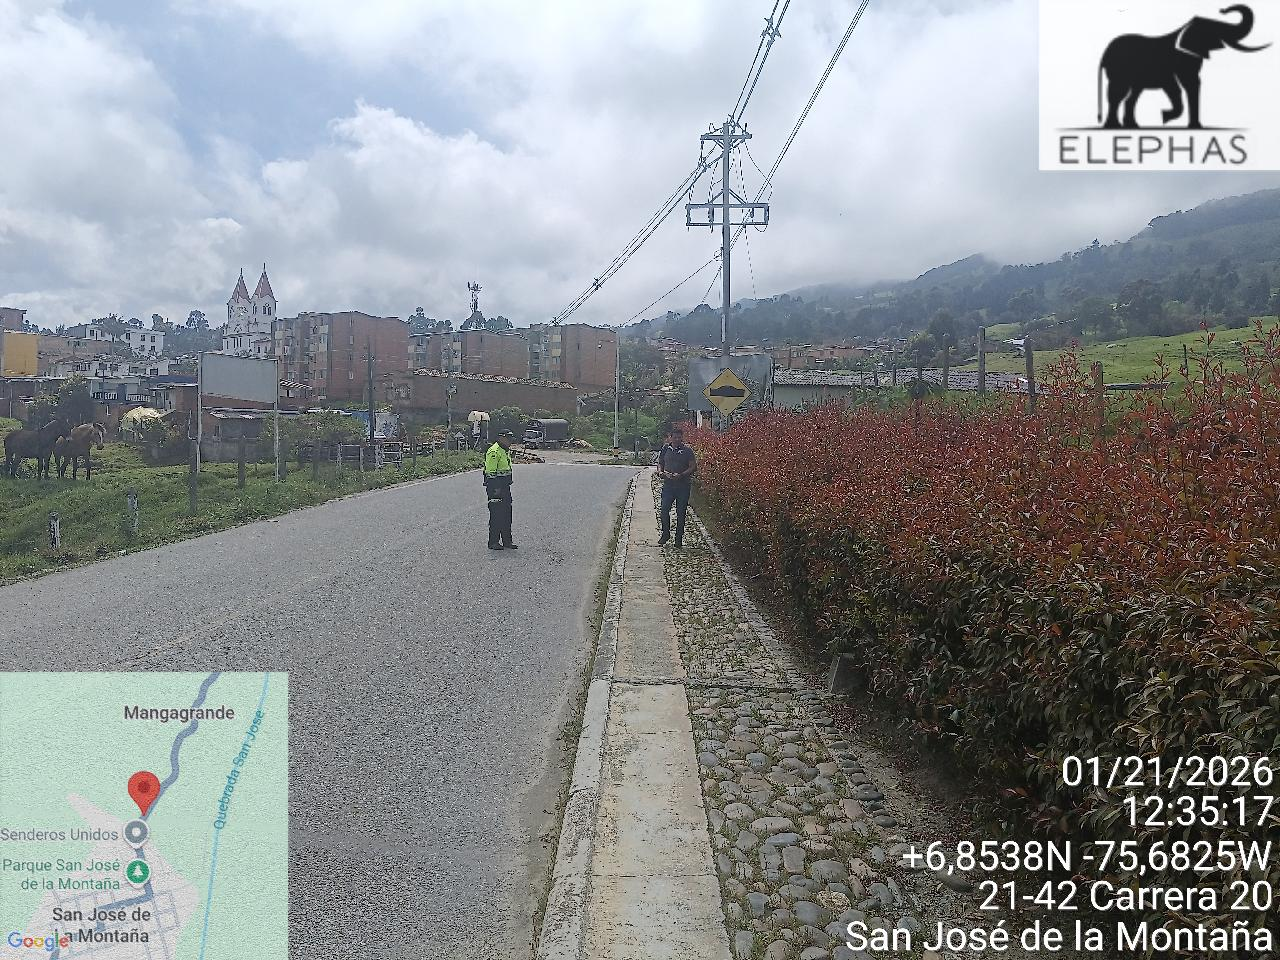 ELEPHAS
Mangagrande
Quebrada San José
Senderos Unidos
Parque San José
de la Montaña
San José de
La Montaña
Google
01/21/2026
12:35:17
+6,8538N -75,6825W
21-42 Carrera 20
San José de la Montaña